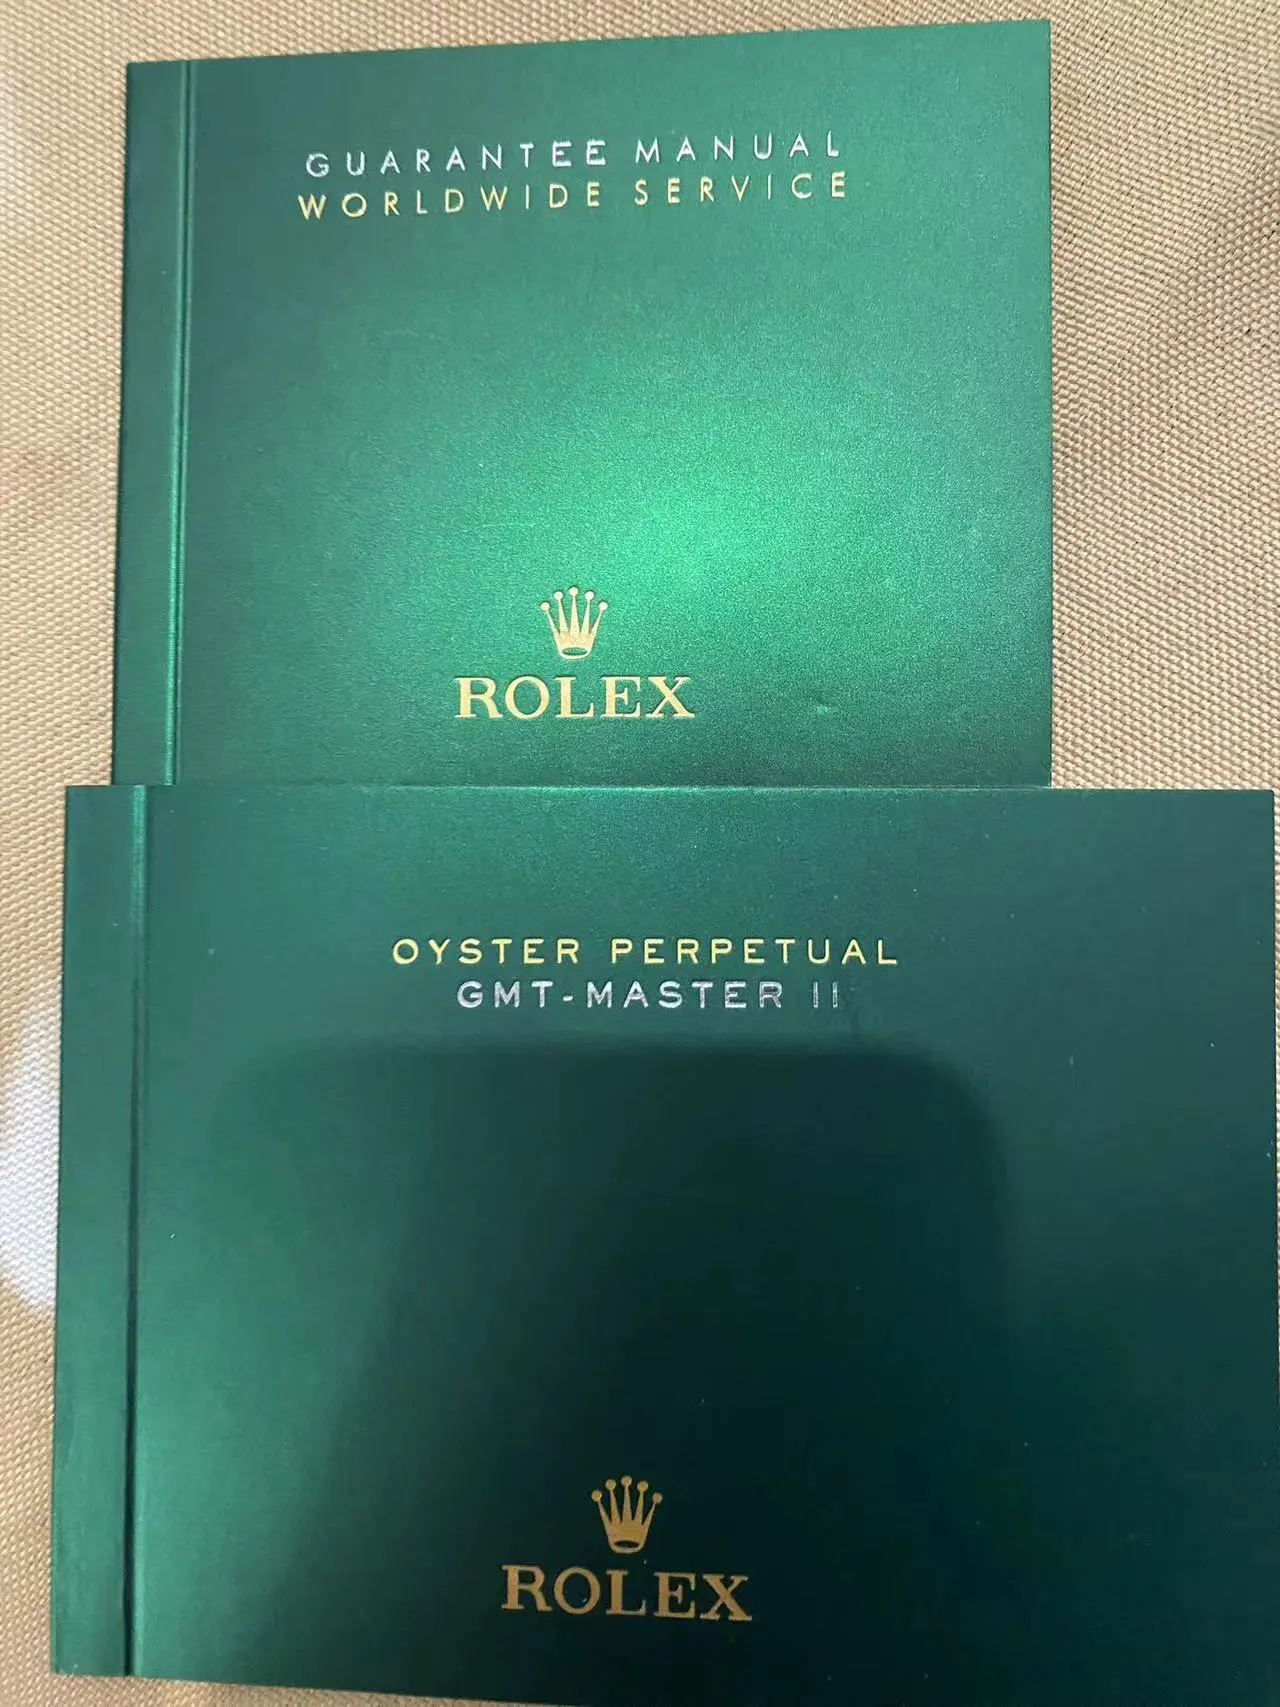 GUARANTEE MANUAL
WORLDWIDE SERVICE
ROLEX
OYSTER PERPETUAL
GMT-MASTER II
ROLEX